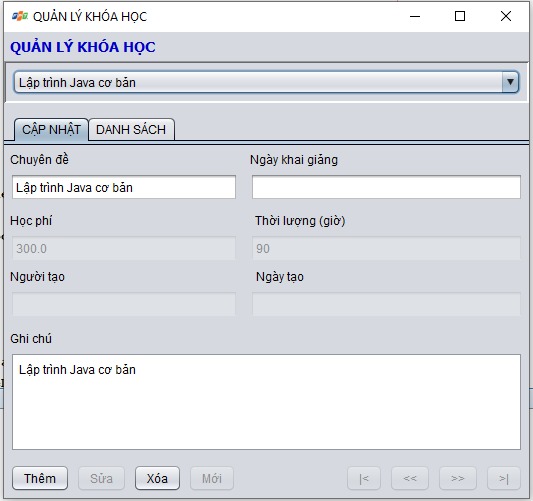 QUẢN LÝ KHÓA HỌC
QUẢN LÝ KHÓA HỌC
Lập trình Java cơ bản
CẬP NHẬT DANH SÁCH
Chuyên đề Ngày khai giảng
Lập trình Java cơ bản
Học phí Thời lượng (giờ)
300.0 90
Người tạo Ngày tạo
Ghi chú
Lập trình Java cơ bản
Thêm Sửa Xóa Mới |< << >> >|